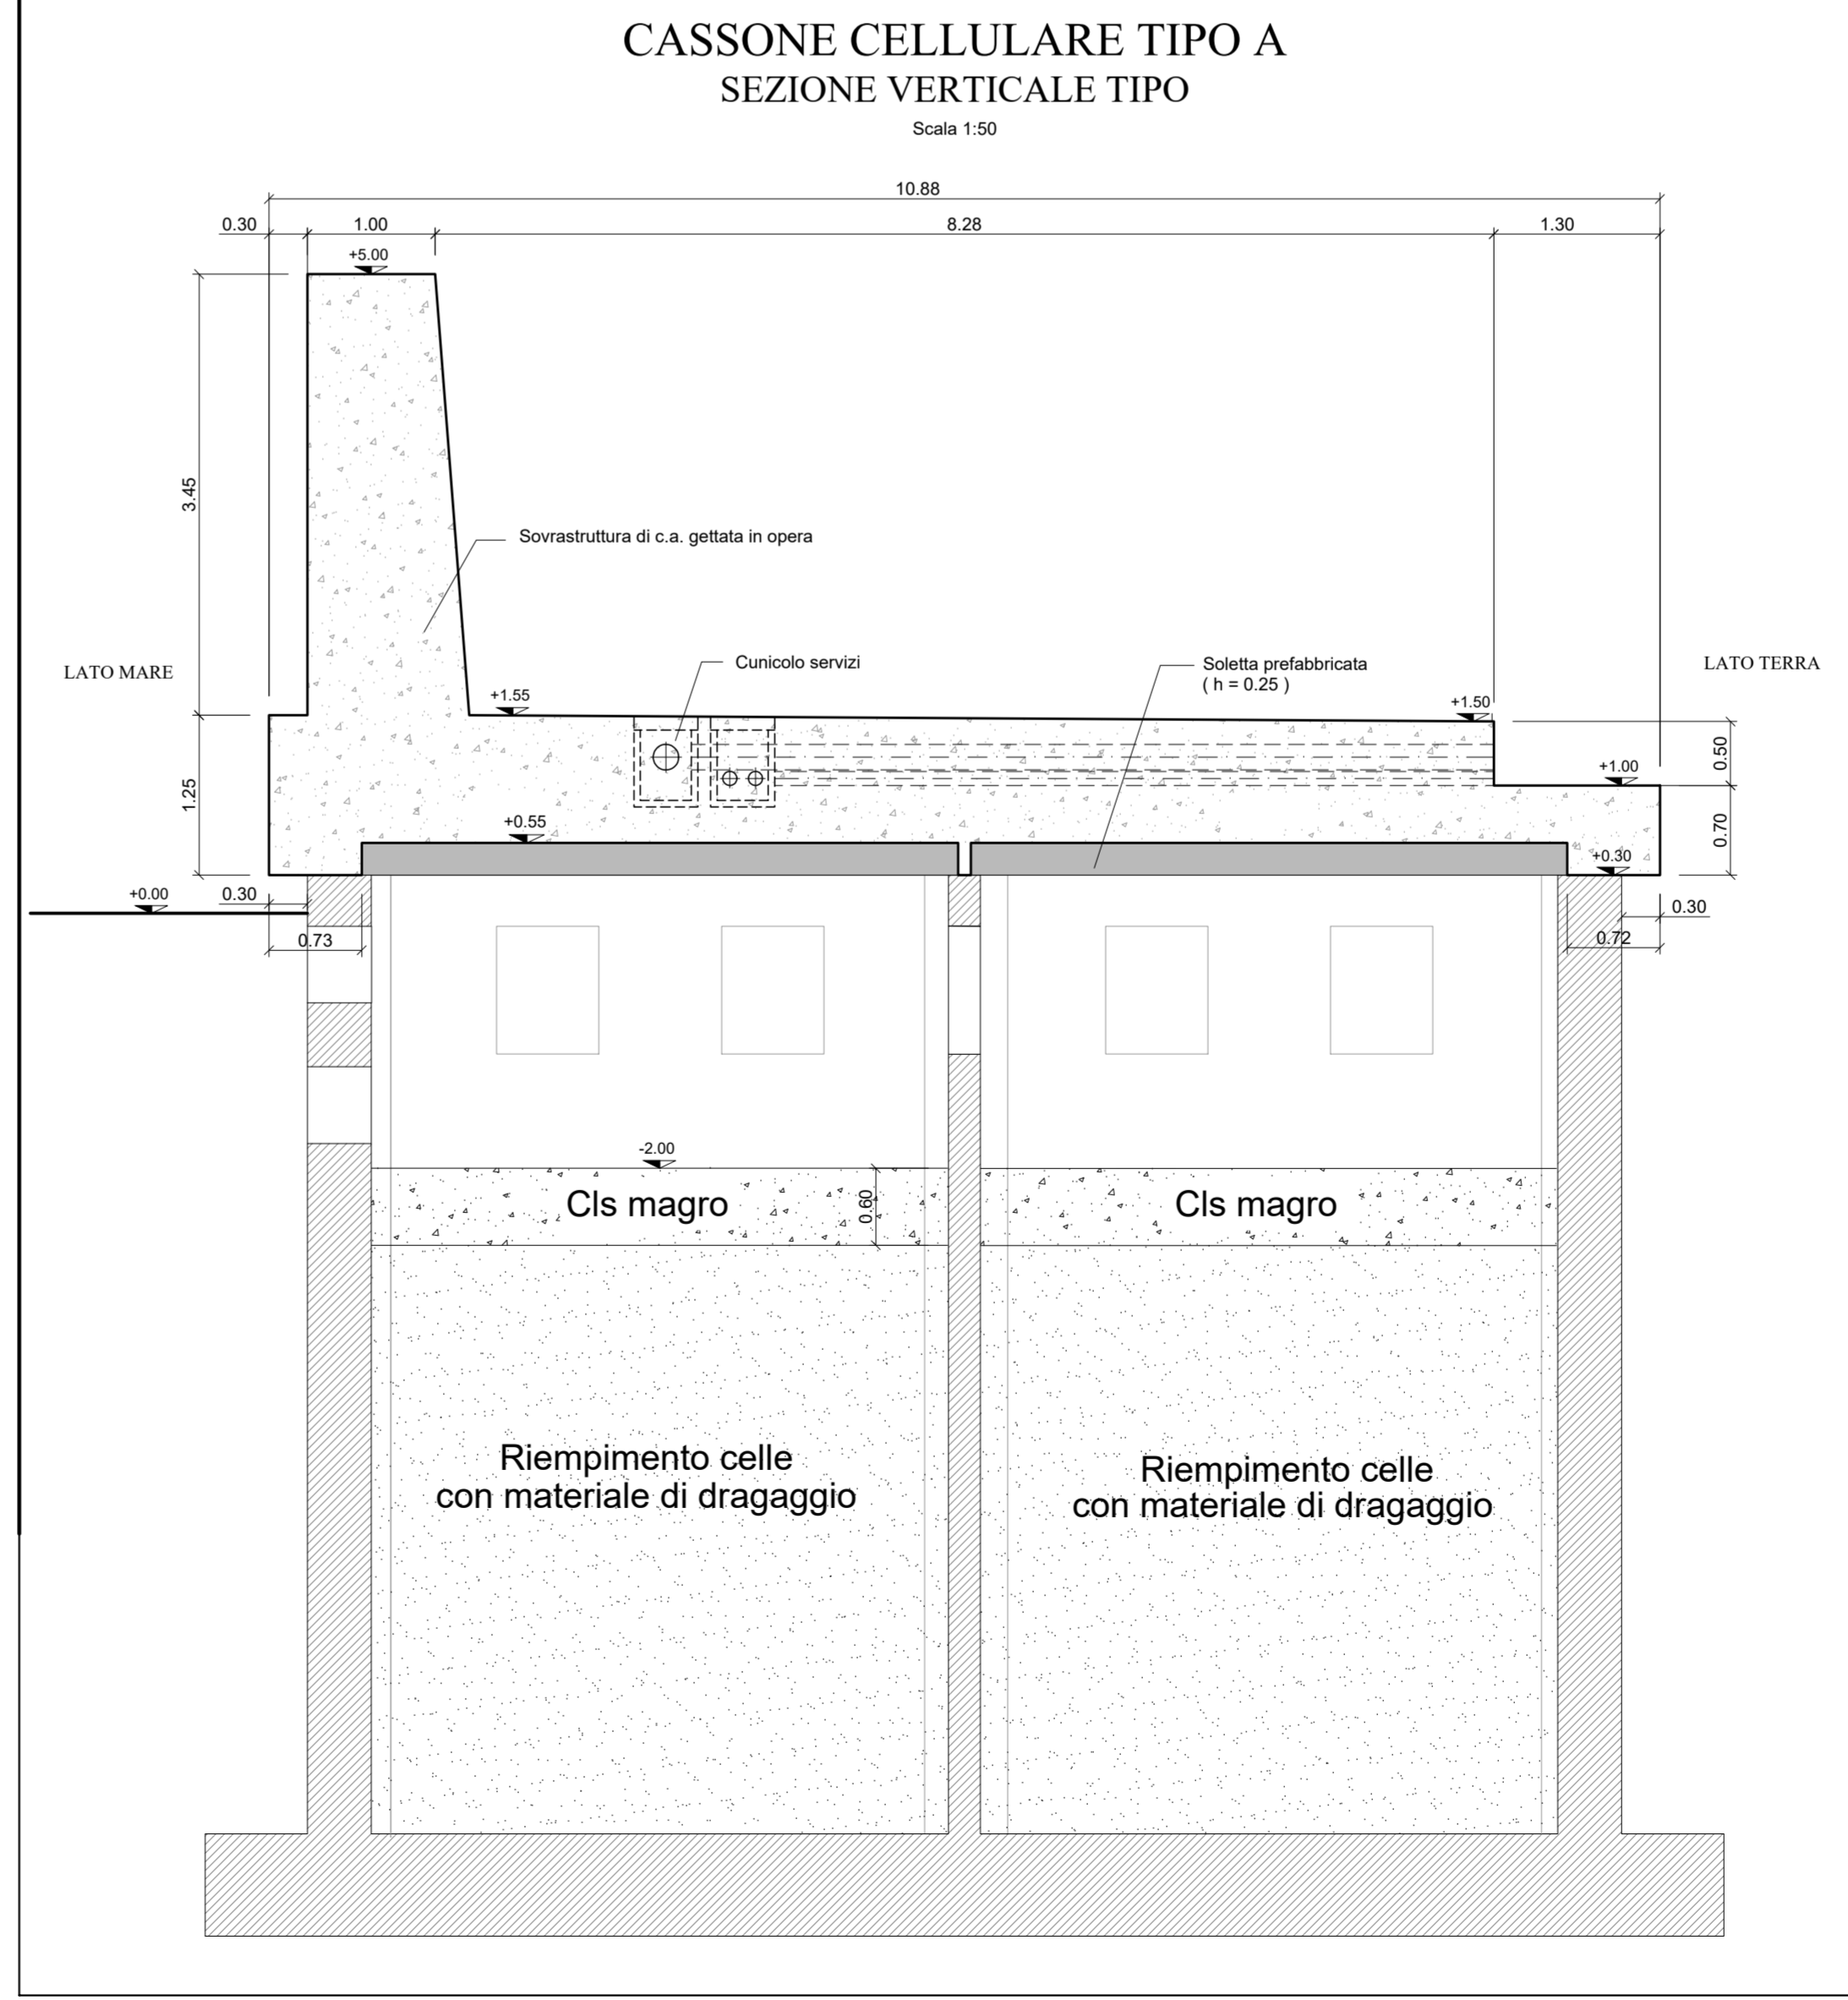 CASSONE CELLULARE TIPO A
SEZIONE VERTICALE TIPO
Scala 1:50
10.88
0.30
1.00
8.28
1.30
+5.00
3.45
Sovrastruttura di c.a. gettata in opera
LATO MARE
Cunicolo servizi
Soletta prefabbricata
( h = 0.25 )
LATO TERRA
+1.55
+1.50
0.50
+1.00
1.25
+0.55
0.70
+0.30
+0.00
0.30
0.30
0.73
0.72
-2.00
Cls magro
0.60
Cls magro
Riempimento celle
con materiale di dragaggio
Riempimento celle
con materiale di dragaggio